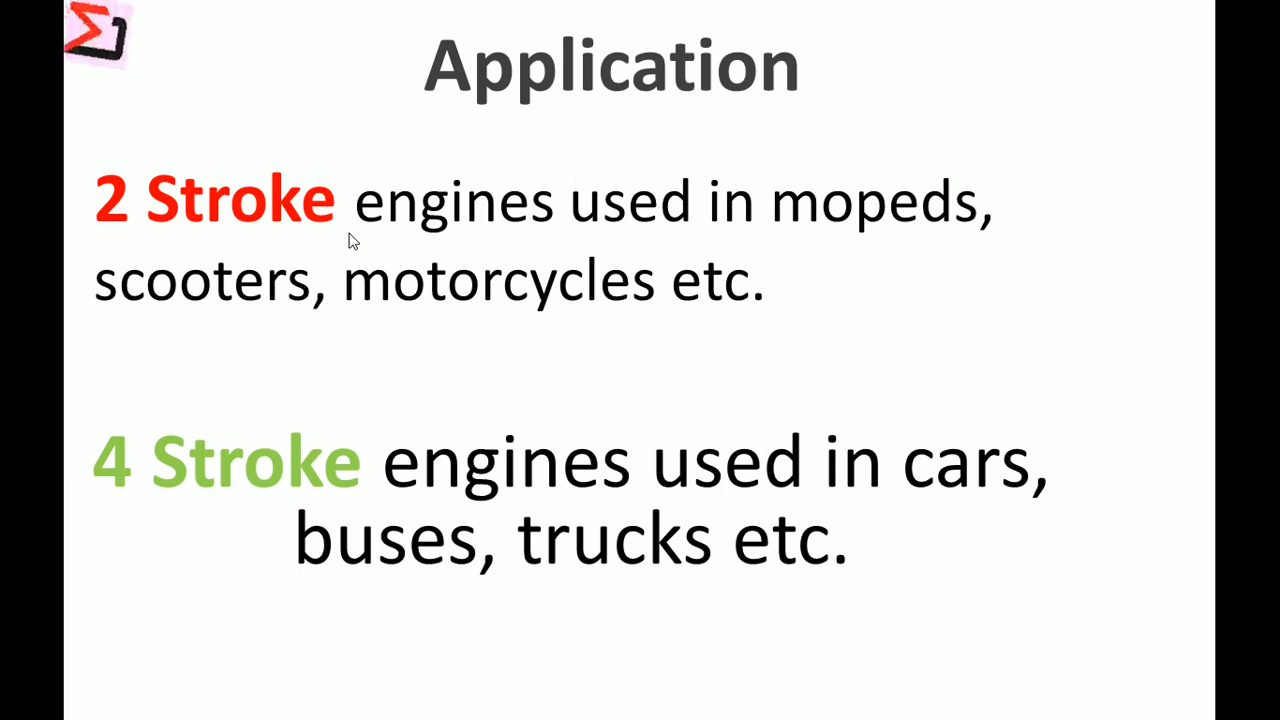 Application
2 Stroke engines used in mopeds,
scooters, motorcycles etc.
4 Stroke engines used in cars,
buses, trucks etc.